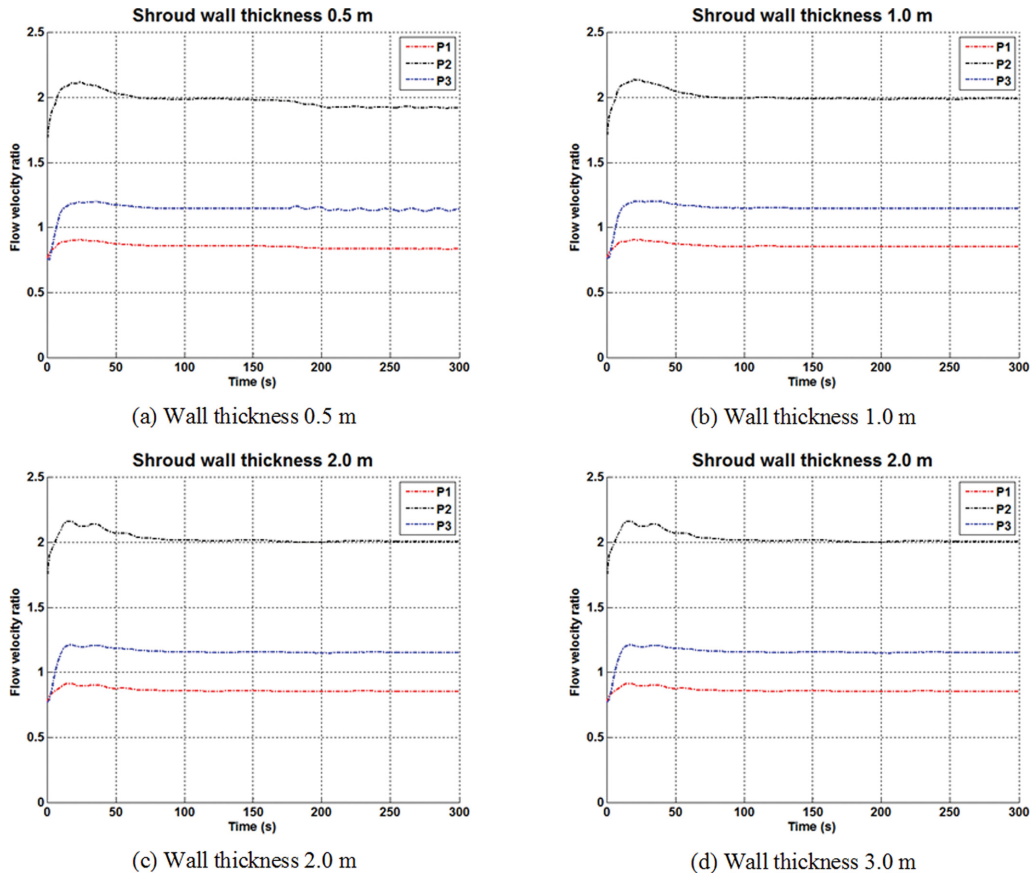 Shroud wall thickness 0.5 m
2.5
2
1.5
1
0.5
0
Flow velocity ratio
P1
P2
P3
0 50 100 150 200 250 300
Time (s)
(a) Wall thickness 0.5 m
Shroud wall thickness 1.0 m
2.5
2
1.5
1
0.5
0
Flow velocity ratio
P1
P2
P3
0 50 100 150 200 250 300
Time (s)
(b) Wall thickness 1.0 m
Shroud wall thickness 2.0 m
2.5
2
1.5
1
0.5
0
Flow velocity ratio
P1
P2
P3
0 50 100 150 200 250 300
Time (s)
(c) Wall thickness 2.0 m
Shroud wall thickness 2.0 m
2.5
2
1.5
1
0.5
0
Flow velocity ratio
P1
P2
P3
0 50 100 150 200 250 300
Time (s)
(d) Wall thickness 3.0 m